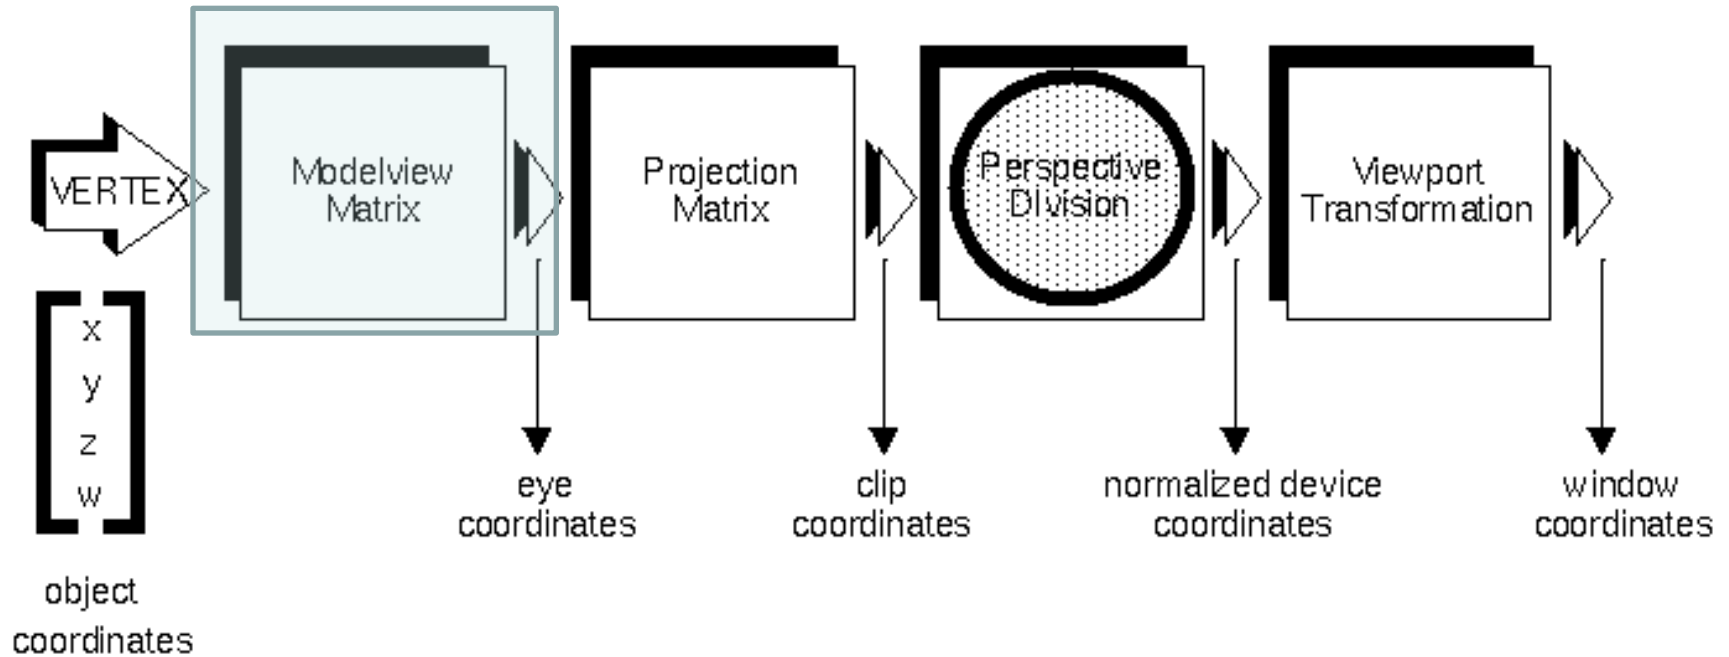 VERTEX
Modelview
Matrix
Projection
Matrix
Perspective
DIvision
Viewport
Transformation
x
y
z
w
object
coordinates
eye
coordinates
clip
coordinates
normalized device
coordinates
window
coordinates